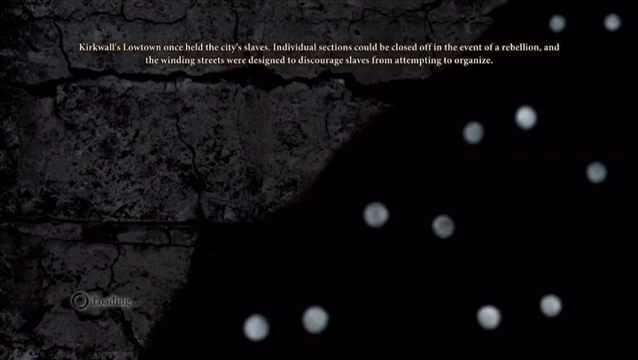 Kirkwall's Lowtown once held the city's slaves. Individual sections could be closed off in the event of a rebellion, and
the winding streets were designed to discourage slaves from attempting to organize.
Loading